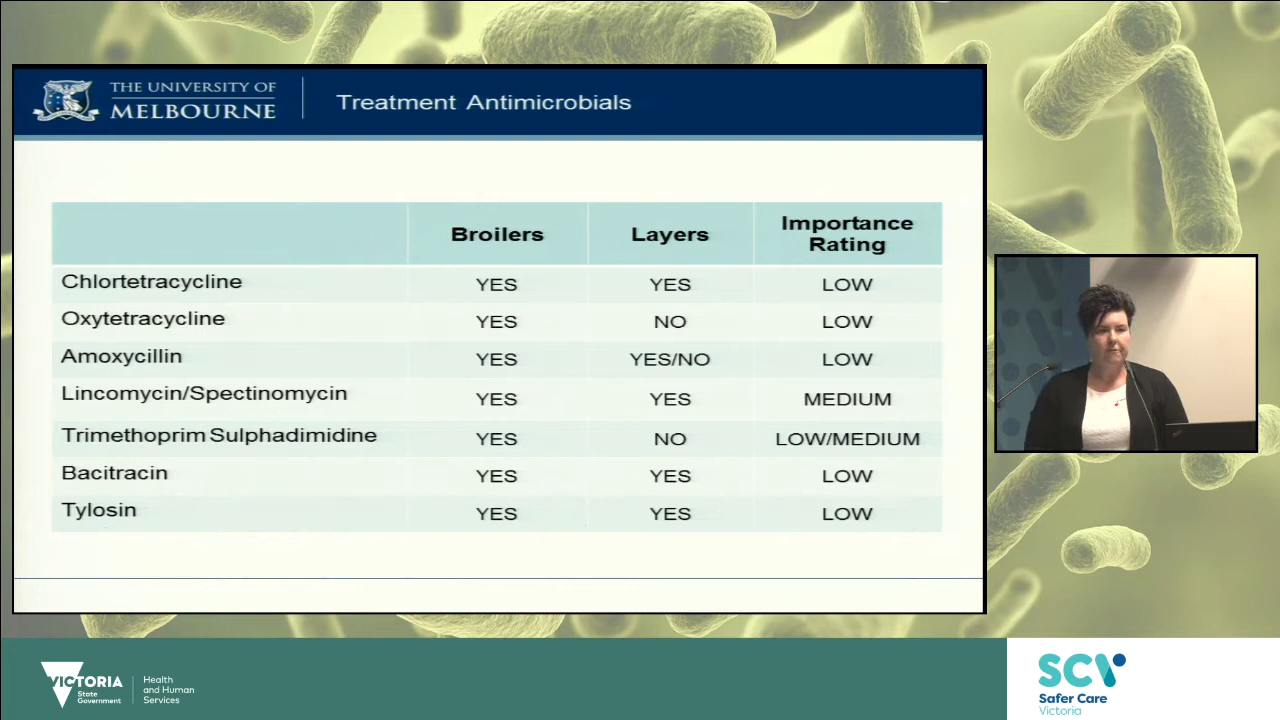 THE UNIVERSITY OF
MELBOURNE
Treatment Antimicrobials
Broilers Layers Importance Rating
Chlortetracycline YES YES LOW
Oxytetracycline YES NO LOW
Amoxycillin YES YES/NO LOW
Lincomycin/Spectinomycin YES YES MEDIUM
Trimethoprim Sulphadimidine YES NO LOW/MEDIUM
Bacitracin YES YES LOW
Tylosin YES YES LOW
VICTORIA
State
Government
Health
and Human
Services
SCV
Safer Care
Victoria